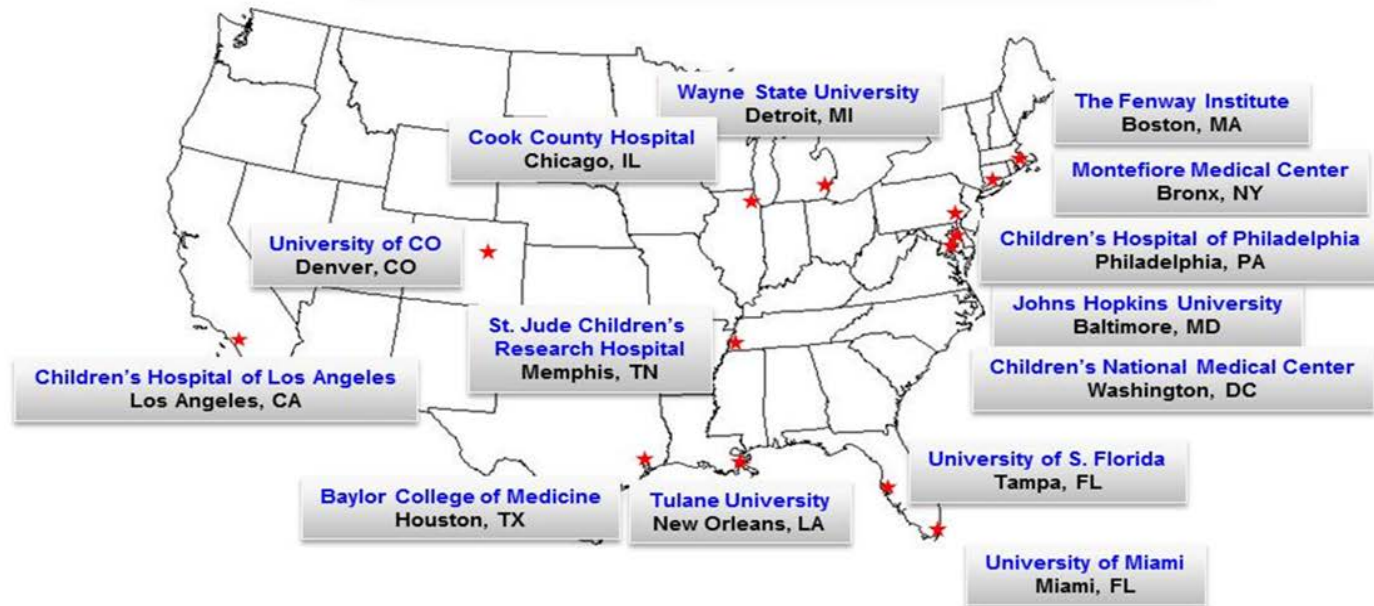 Wayne State University
Detroit, MI
The Fenway Institute
Boston, MA
Cook County Hospital
Chicago, IL
Montefiore Medical Center
Bronx, NY
University of CO
Denver, CO
Children's Hospital of Philadelphia
Philadelphia, PA
St. Jude Children's
Research Hospital
Memphis, TN
Johns Hopkins University
Baltimore, MD
Children's Hospital of Los Angeles
Los Angeles, CA
Children's National Medical Center
Washington, DC
University of S. Florida
Tampa, FL
Baylor College of Medicine
Houston, TX
Tulane University
New Orleans, LA
University of Miami
Miami, FL